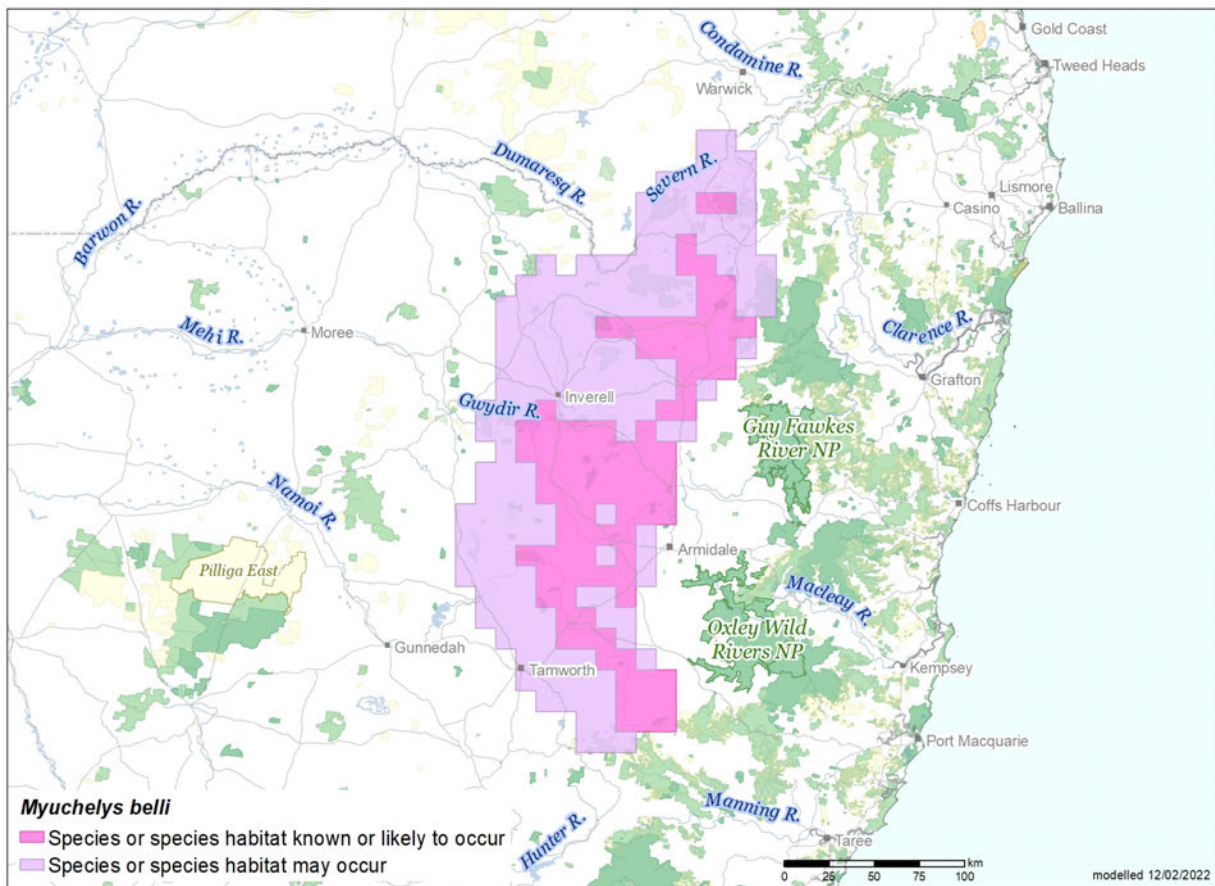 Gold Coast
Condamine R.
Tweed Heads
Warwick
Dumaresq R.
Severn R.
Lismore
Casino
Ballina
Barwon R.
Mehi R.
Moree
Clarence R.
Grafton
Inverell
Gwydir R.
Guy Fawkes
River NP
Namoi R.
Coffs Harbour
Armidale
Pilliga East
Macleay R.
Oxley Wild
Rivers NP
Gunnedah
Tamworth
Kempsey
Port Macquarie
Myuchelys belli
Species or species habitat known or likely to occur
Species or species habitat may occur
Hunter R.
Manning R.
Taree
km
0 25 50 75 100
modelled 12/02/2022